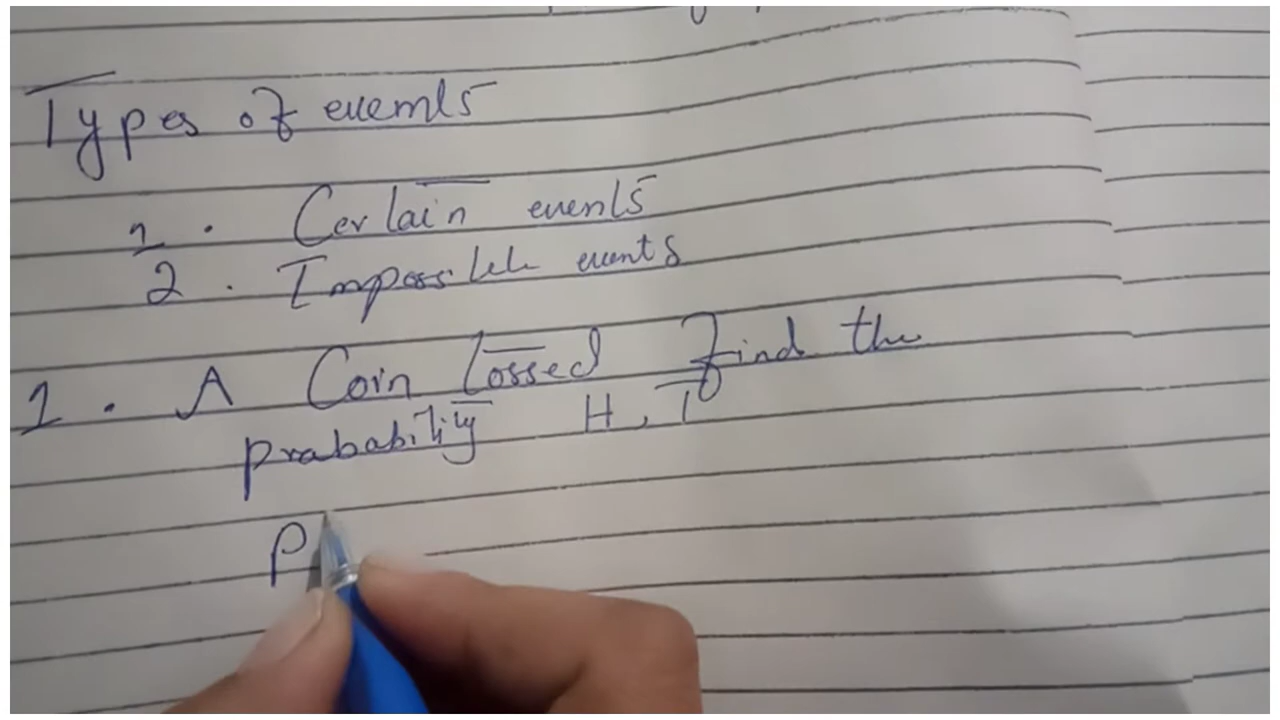 Types of events
1. Certain events
2. Impossible events
1. A Coin tossed find the
probability H, T
P